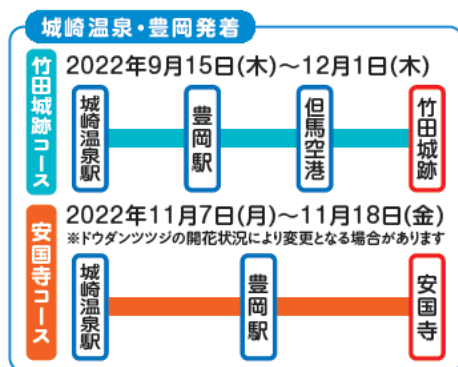 城崎温泉・豊岡発着
竹田城跡コース
2022年9月15日(木)〜12月1日(木)
城崎温泉駅
豊岡駅
但馬空港
竹田城跡
安国寺コース
2022年11月7日(月)〜11月18日(金)
※ドウダンツツジの開花状況により変更となる場合があります
城崎温泉駅
豊岡駅
安国寺